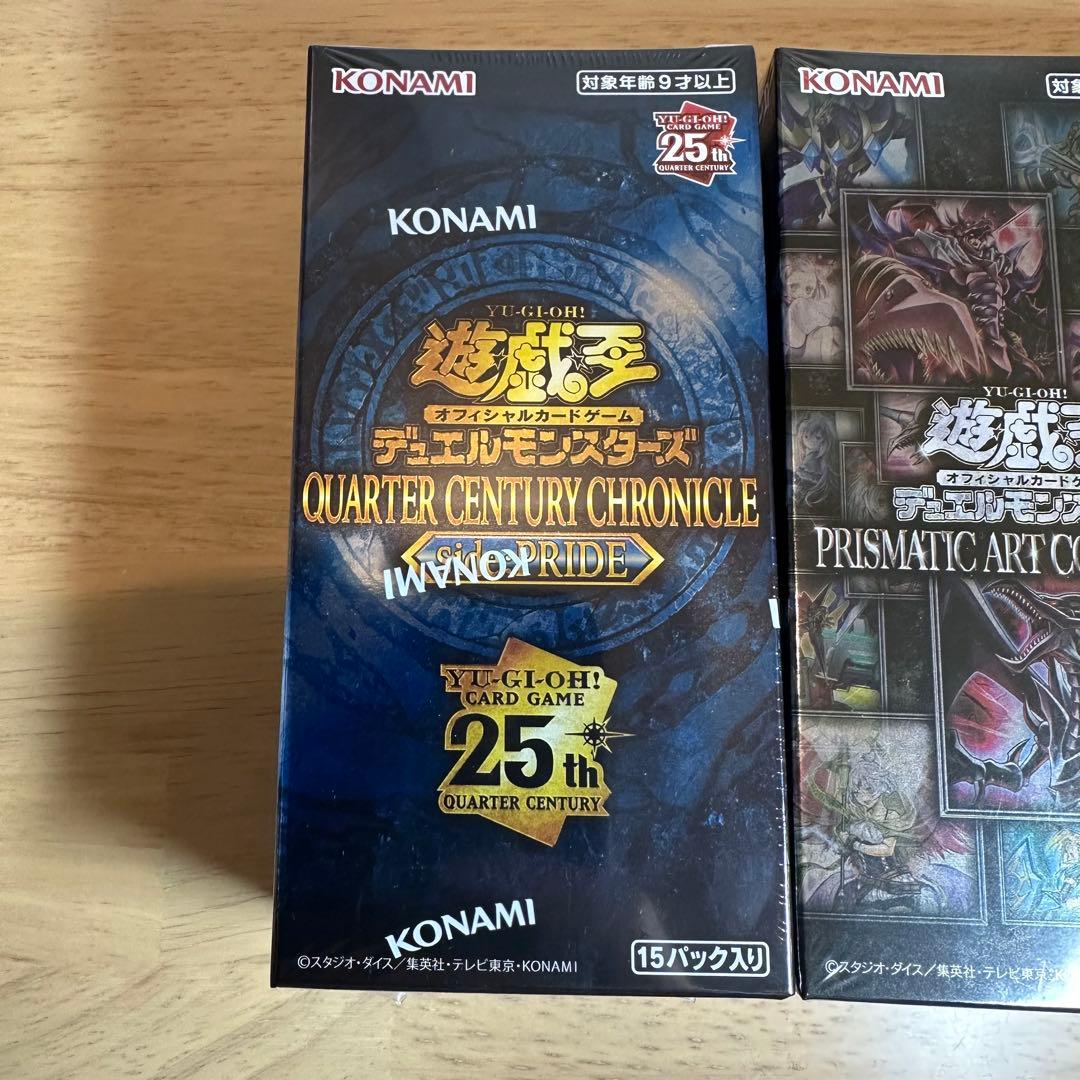 KONAMI
対象年齢9才以上
YU-GI-OH!
CARD GAME
25th
QUARTER CENTURY
KONAMI
YU-GI-OH!
遊戯王
オフィシャルカードゲーム
デュエルモンスターズ
QUARTER CENTURY CHRONICLE
side:PRIDE
KONAMI
KONAMI
YU-GI-OH!
CARD GAME
25th
QUARTER CENTURY
KONAMI
15パック入り
©スタジオ・ダイス/集英社・テレビ東京・KONAMI
KONAMI
対象
YU-GI-OH!
遊戯王
オフィシャルカードゲ
デュエルモンス
PRISMATIC ART CO
©スタジオ・ダイス/集英社・テレビ東京・K